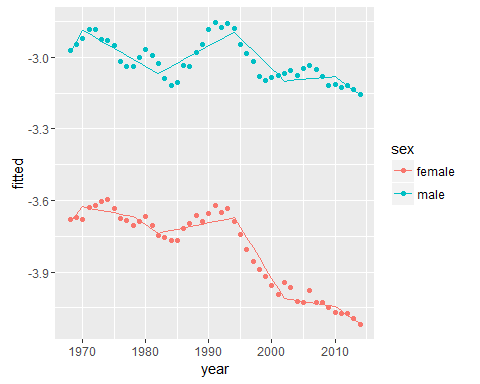 -3.0
-3.3
-3.6
-3.9
fitted
1970 1980 1990 2000 2010
year
sex
female
male